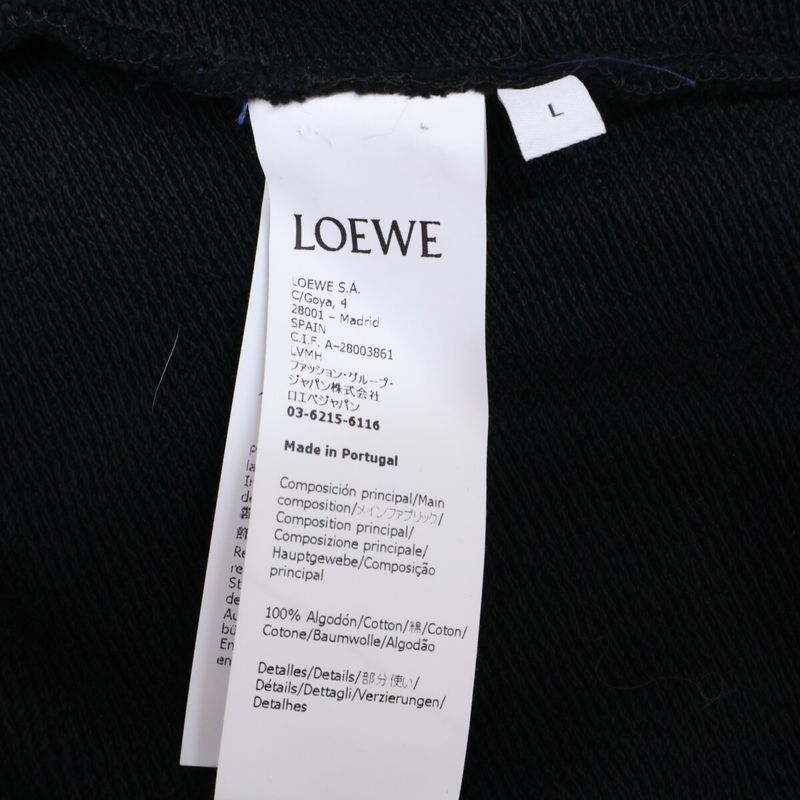 L
LOEWE
LOEWE S.A.
C/Goya, 4
28001 – Madrid
SPAIN
C.I.F. A-28003861
LVMH
ファッション・グループ・
ジャパン株式会社
ロエベジャパン
03-6215-6116
Made in Portugal
Composición principal/Main
composition/メインファブリック/
Composition principal/
Composizione principale/
Hauptgewebe/Composição
principal
100% Algodón/Cotton/綿/Coton/
Cotone/Baumwolle/Algodão
Detalles/Details/部分使い/
Détails/Dettagli/Verzierungen/
Detalhes